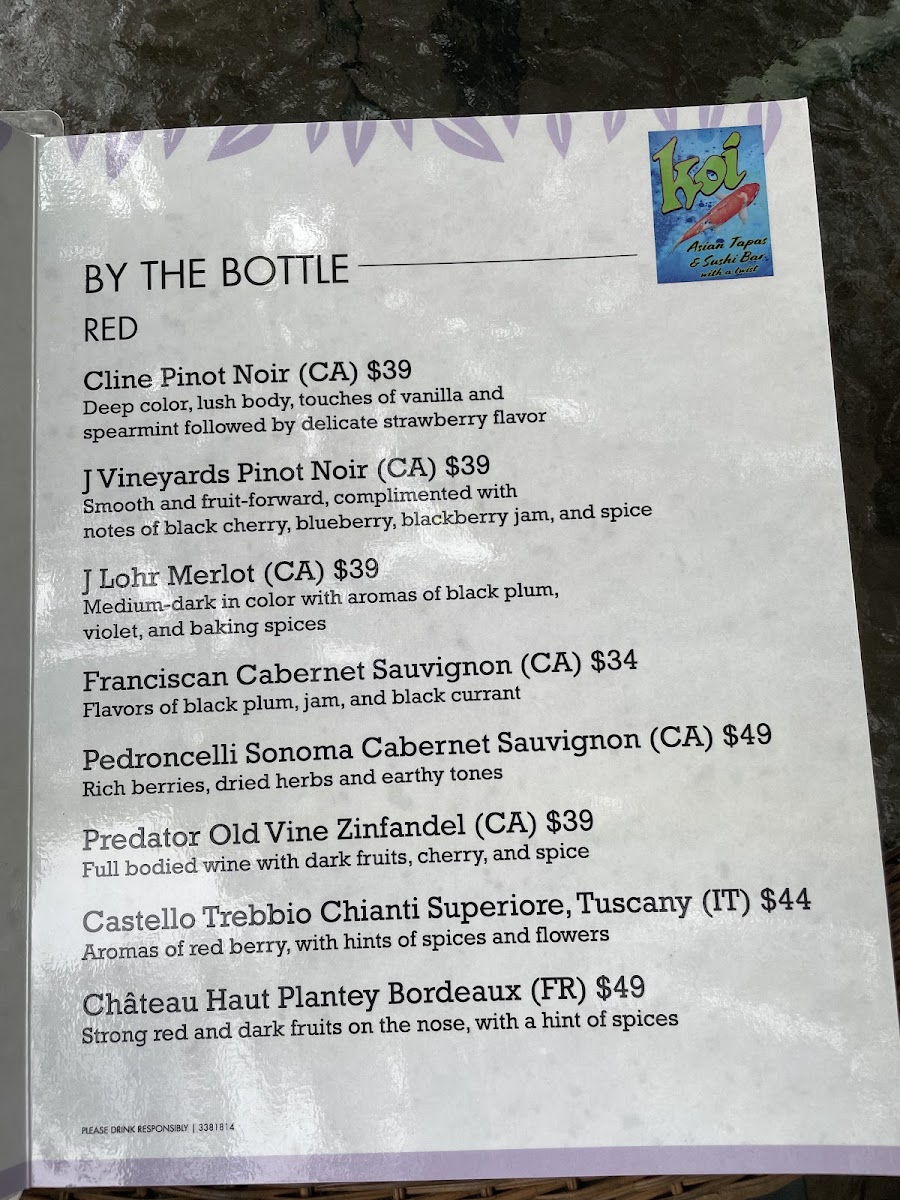 koi
Asian Tapas
& Sushi Bar
with a twist
BY THE BOTTLE
RED
Cline Pinot Noir (CA) $39
Deep color, lush body, touches of vanilla and
spearmint followed by delicate strawberry flavor
J Vineyards Pinot Noir (CA) $39
Smooth and fruit-forward, complimented with
notes of black cherry, blueberry, blackberry jam, and spice
J Lohr Merlot (CA) $39
Medium-dark in color with aromas of black plum,
violet, and baking spices
Franciscan Cabernet Sauvignon (CA) $34
Flavors of black plum, jam, and black currant
Pedroncelli Sonoma Cabernet Sauvignon (CA) $49
Rich berries, dried herbs and earthy tones
Predator Old Vine Zinfandel (CA) $39
Full bodied wine with dark fruits, cherry, and spice
Castello Trebbio Chianti Superiore, Tuscany (IT) $44
Aromas of red berry, with hints of spices and flowers
Château Haut Plantey Bordeaux (FR) $49
Strong red and dark fruits on the nose, with a hint of spices
PLEASE DRINK RESPONSIBLY | 3381814